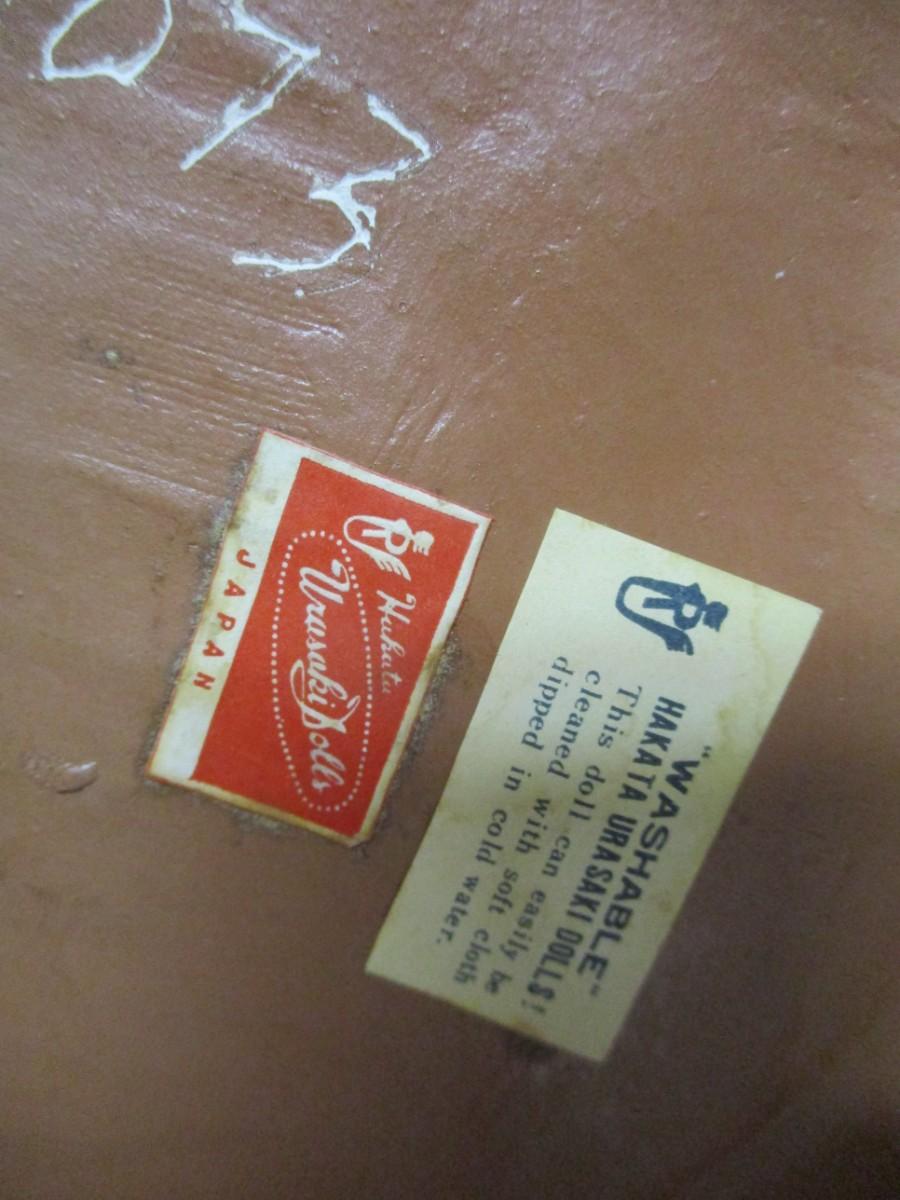 Hakata
Urasaki Dolls
JAPAN
"WASHABLE"
HAKATA URASAKI DOLLS!
This doll can easily be
cleaned with soft cloth
dipped in cold water.